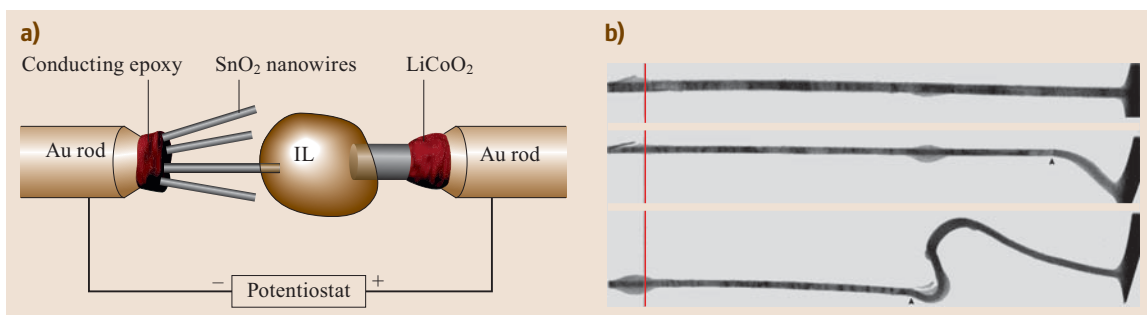 a)
Conducting epoxy
SnO₂ nanowires
LiCoO₂
Au rod
IL
Au rod
−
Potentiostat
+
b)